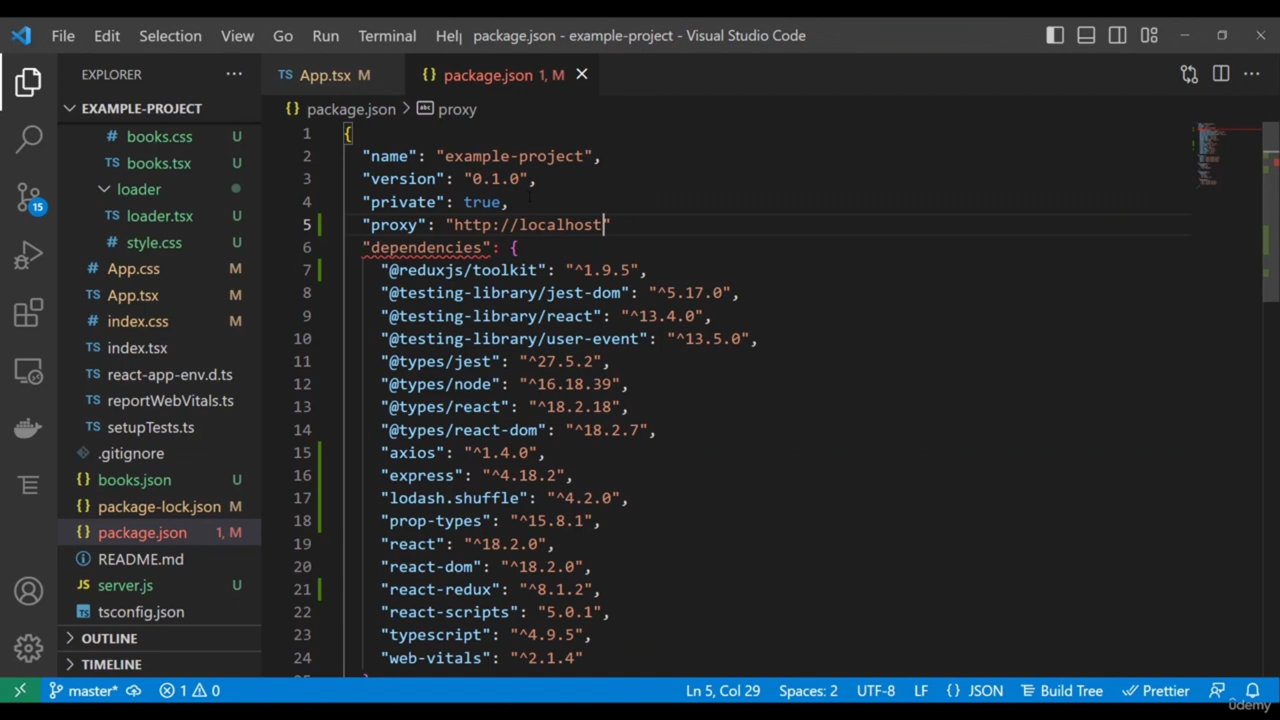 File Edit Selection View Go Run Terminal Help package.json - example-project - Visual Studio Code
EXPLORER
TS App.tsx M
{} package.json 1, M
EXAMPLE-PROJECT
{} package.json > abc proxy
# books.css U
TS books.tsx U
loader
TS loader.tsx U
# style.css U
# App.css M
TS App.tsx M
# index.css M
TS index.tsx
TS react-app-env.d.ts
TS reportWebVitals.ts
TS setupTests.ts
.gitignore
{} books.json U
{} package-lock.json M
{} package.json 1, M
README.md
JS server.js U
tsconfig.json
OUTLINE
TIMELINE
15
1 {
2 "name": "example-project",
3 "version": "0.1.0",
4 "private": true,
5 "proxy": "http://localhost"
6 "dependencies": {
7 "@reduxjs/toolkit": "^1.9.5",
8 "@testing-library/jest-dom": "^5.17.0",
9 "@testing-library/react": "^13.4.0",
10 "@testing-library/user-event": "^13.5.0",
11 "@types/jest": "^27.5.2",
12 "@types/node": "^16.18.39",
13 "@types/react": "^18.2.18",
14 "@types/react-dom": "^18.2.7",
15 "axios": "^1.4.0",
16 "express": "^4.18.2",
17 "lodash.shuffle": "^4.2.0",
18 "prop-types": "^15.8.1",
19 "react": "^18.2.0",
20 "react-dom": "^18.2.0",
21 "react-redux": "^8.1.2",
22 "react-scripts": "5.0.1",
23 "typescript": "^4.9.5",
24 "web-vitals": "^2.1.4"
master* 1 0 Ln 5, Col 29 Spaces: 2 UTF-8 LF {} JSON Build Tree Prettier
ûdemy